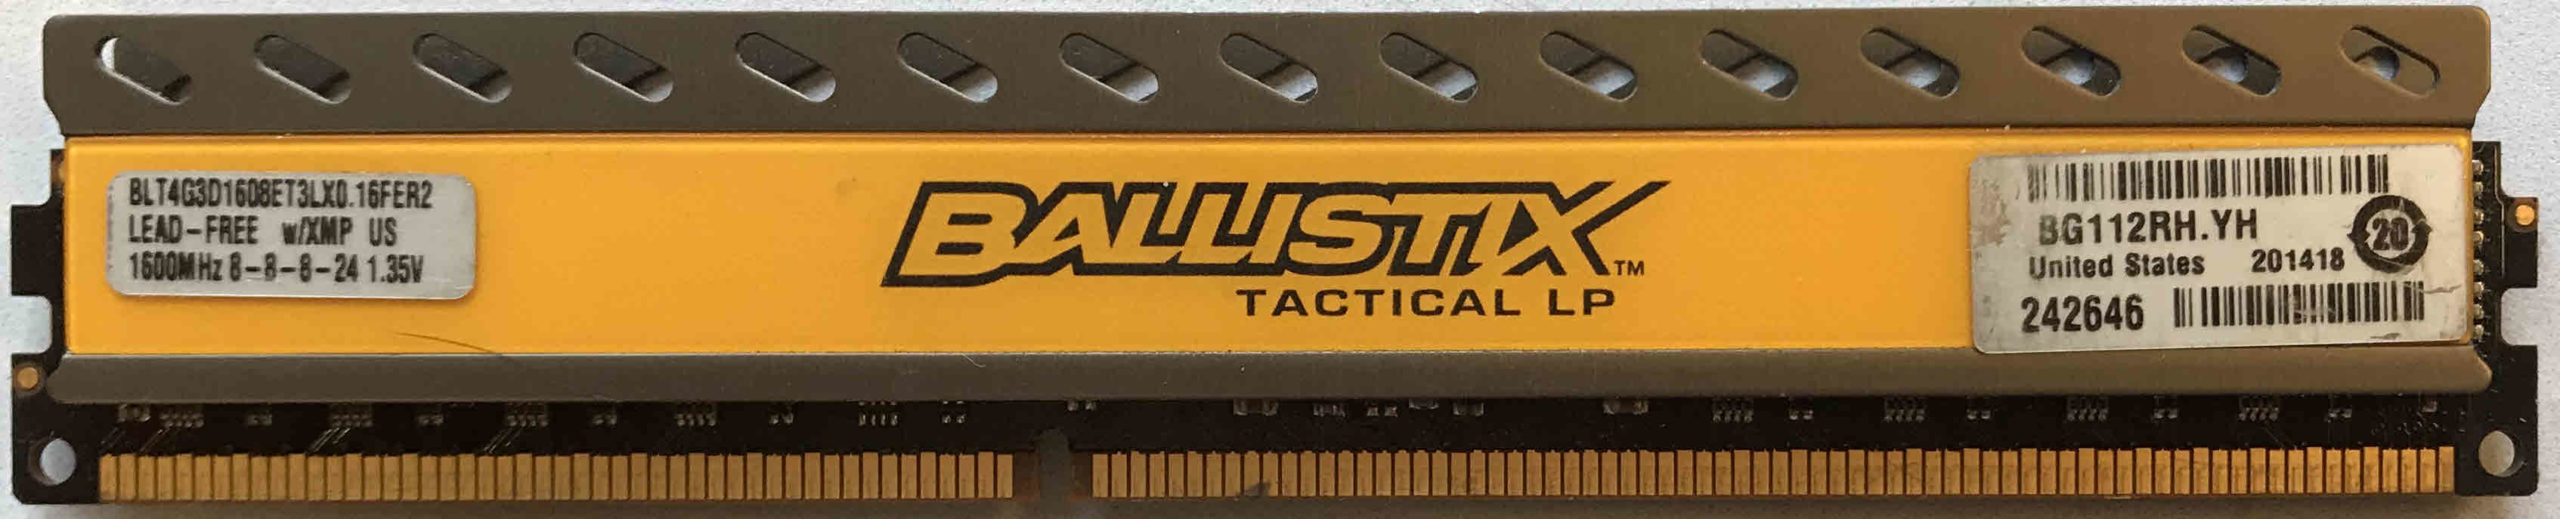 BLT4G3D1608ET3LX0.16FER2
LEAD-FREE w/XMP US
1600MHz 8-8-8-24 1.35V
BALLISTIX™
TACTICAL LP
BG112RH.YH
20
United States 201418
242646